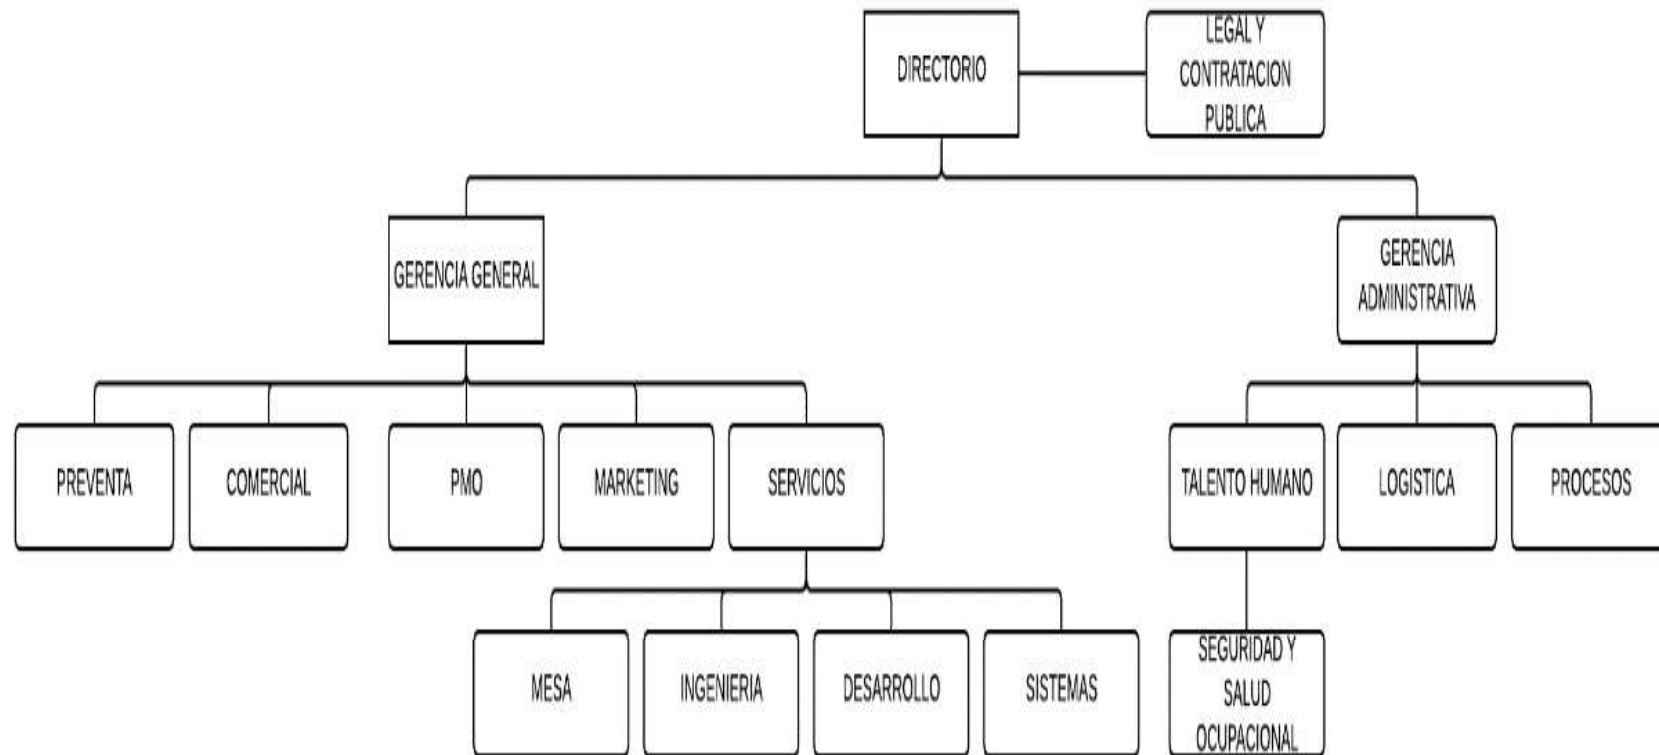 DIRECTORIO
LEGAL Y
CONTRATACION
PUBLICA
GERENCIA GENERAL
GERENCIA
ADMINISTRATIVA
PREVENTA
COMERCIAL
PMO
MARKETING
SERVICIOS
TALENTO HUMANO
LOGISTICA
PROCESOS
MESA
INGENIERIA
DESARROLLO
SISTEMAS
SEGURIDAD Y
SALUD
OCUPACIONAL